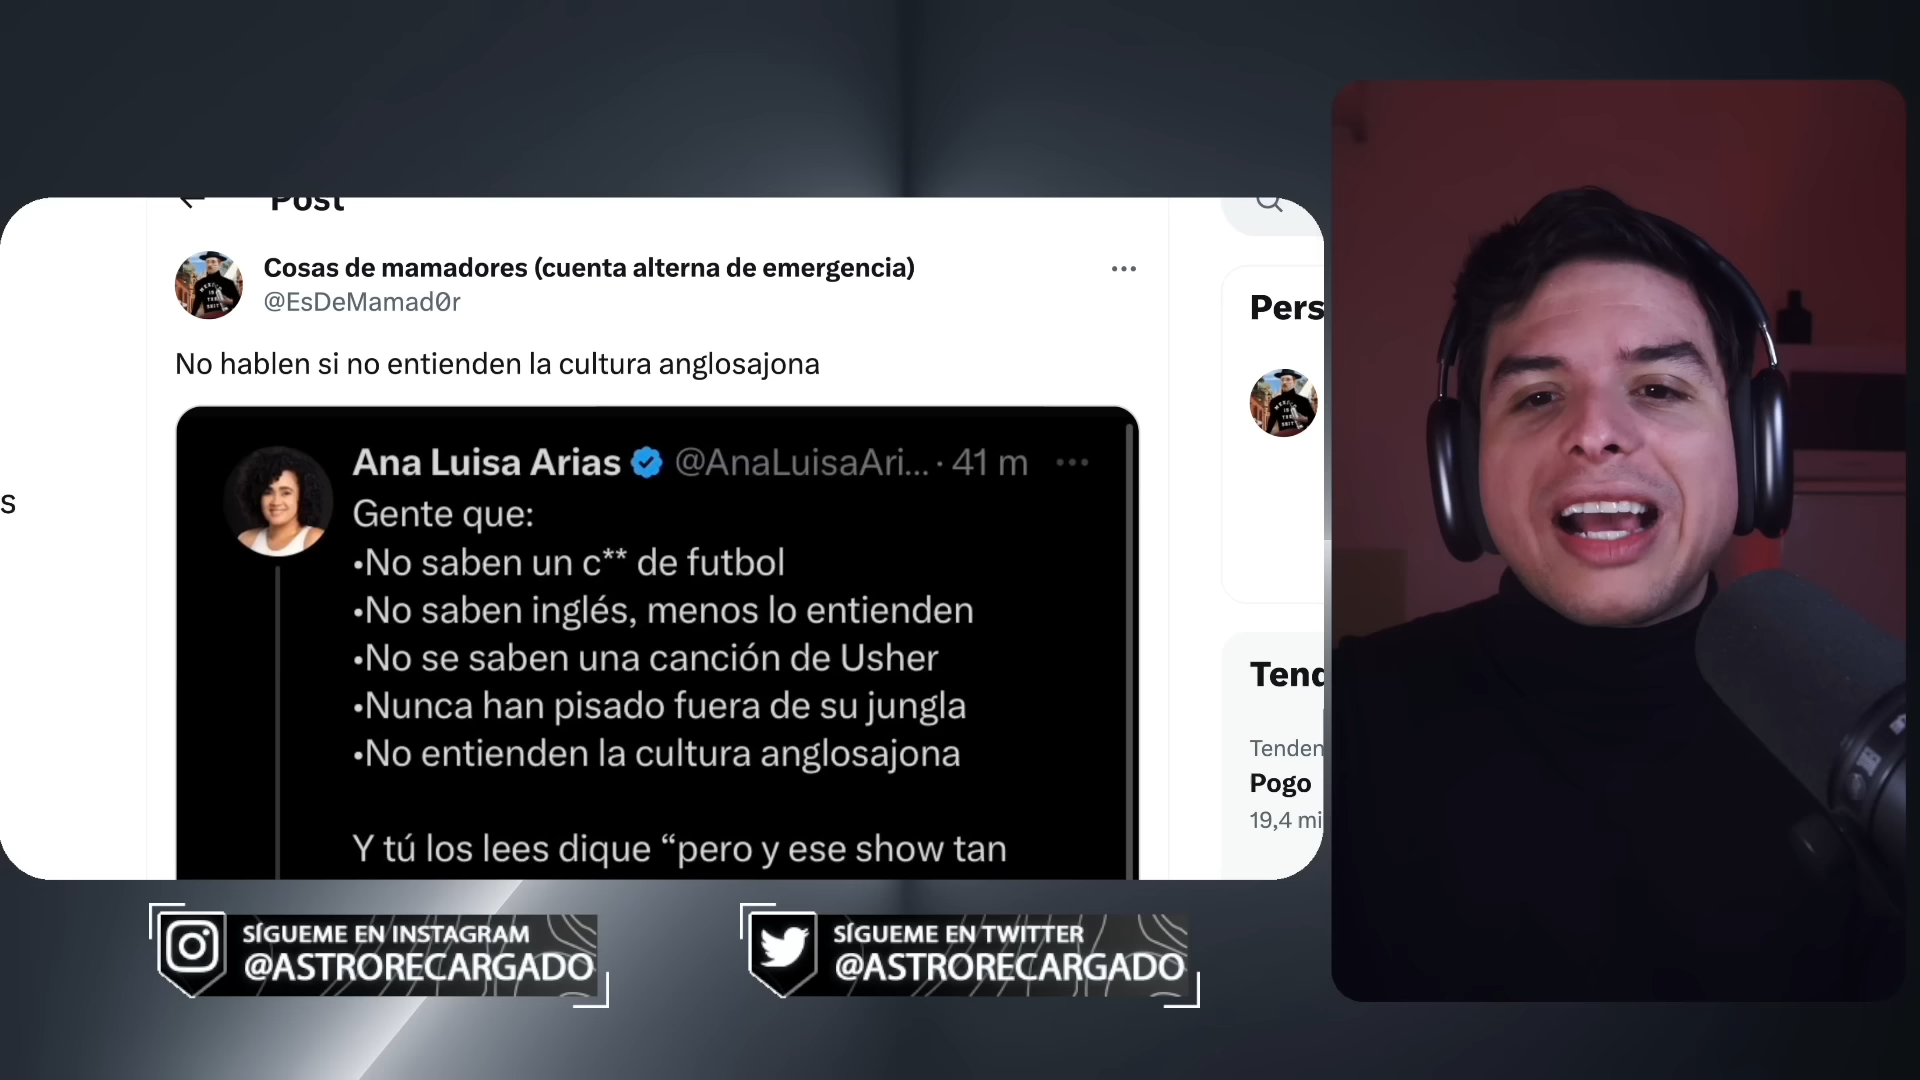 Post
Cosas de mamadores (cuenta alterna de emergencia)
@EsDeMamad0r
No hablen si no entienden la cultura anglosajona
Ana Luisa Arias @AnaLuisaAri... · 41 m
Gente que:
•No saben un c** de futbol
•No saben inglés, menos lo entienden
•No se saben una canción de Usher
•Nunca han pisado fuera de su jungla
•No entienden la cultura anglosajona
Y tú los lees dique “pero y ese show tan
s
Pers
Tend
Tenden
Pogo
19,4 mi
SÍGUEME EN INSTAGRAM
@ASTRORECARGADO
SÍGUEME EN TWITTER
@ASTRORECARGADO